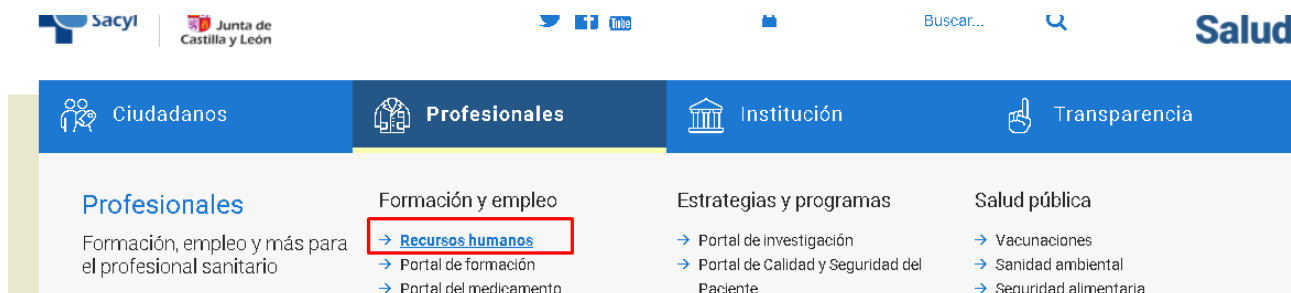 Sacyl
Junta de
Castilla y León
You
Tube
Buscar...
Salud
Ciudadanos
Profesionales
Institución
Transparencia
Profesionales
Formación, empleo y más para
el profesional sanitario
Formación y empleo
→ Recursos humanos
→ Portal de formación
→ Portal del medicamento
Estrategias y programas
→ Portal de investigación
→ Portal de Calidad y Seguridad del
Paciente
Salud pública
→ Vacunaciones
→ Sanidad ambiental
→ Seguridad alimentaria